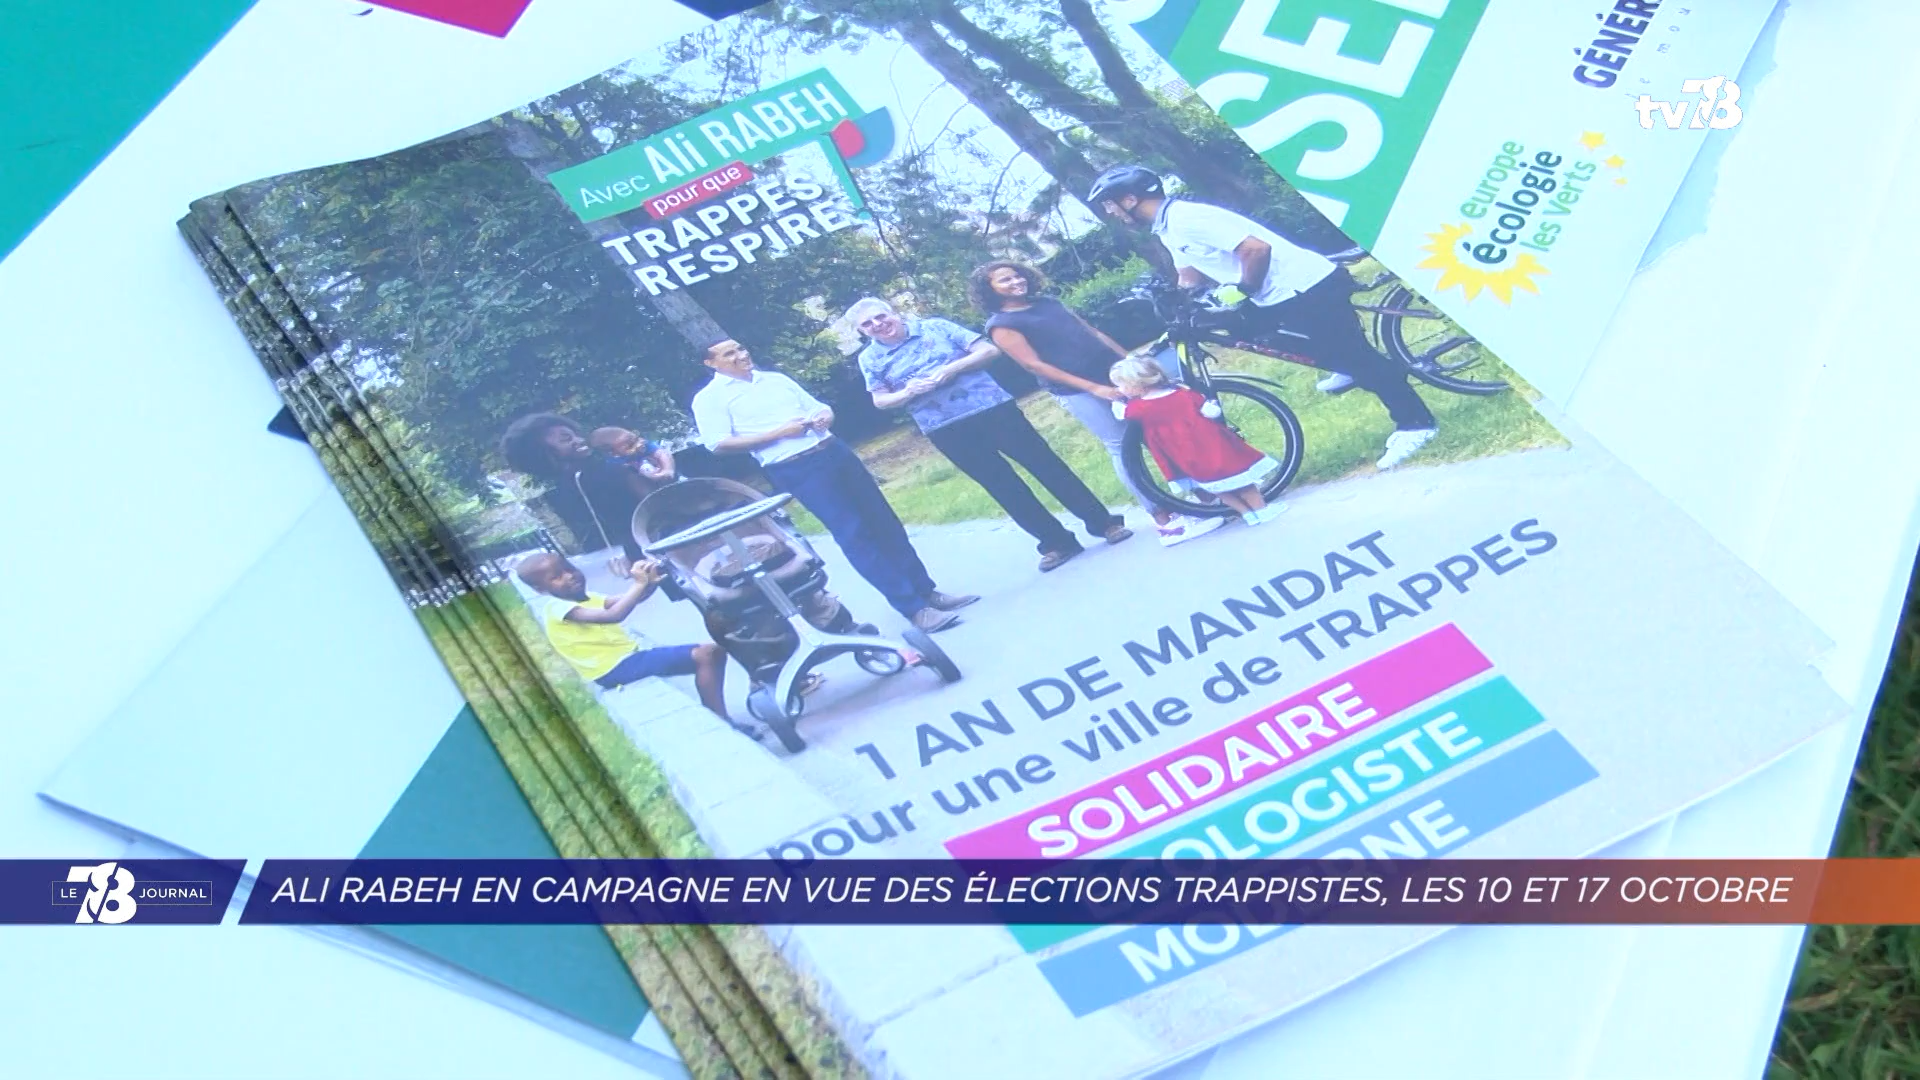 Avec Ali RABEH
pour que
TRAPPES
RESPIRE
GÉNÉR
tv78
europe
écologie
les verts
1 AN DE MANDAT
pour une ville de TRAPPES
SOLIDAIRE
COLOGISTE
MODERNE
LE 78 JOURNAL
ALI RABEH EN CAMPAGNE EN VUE DES ÉLECTIONS TRAPPISTES, LES 10 ET 17 OCTOBRE